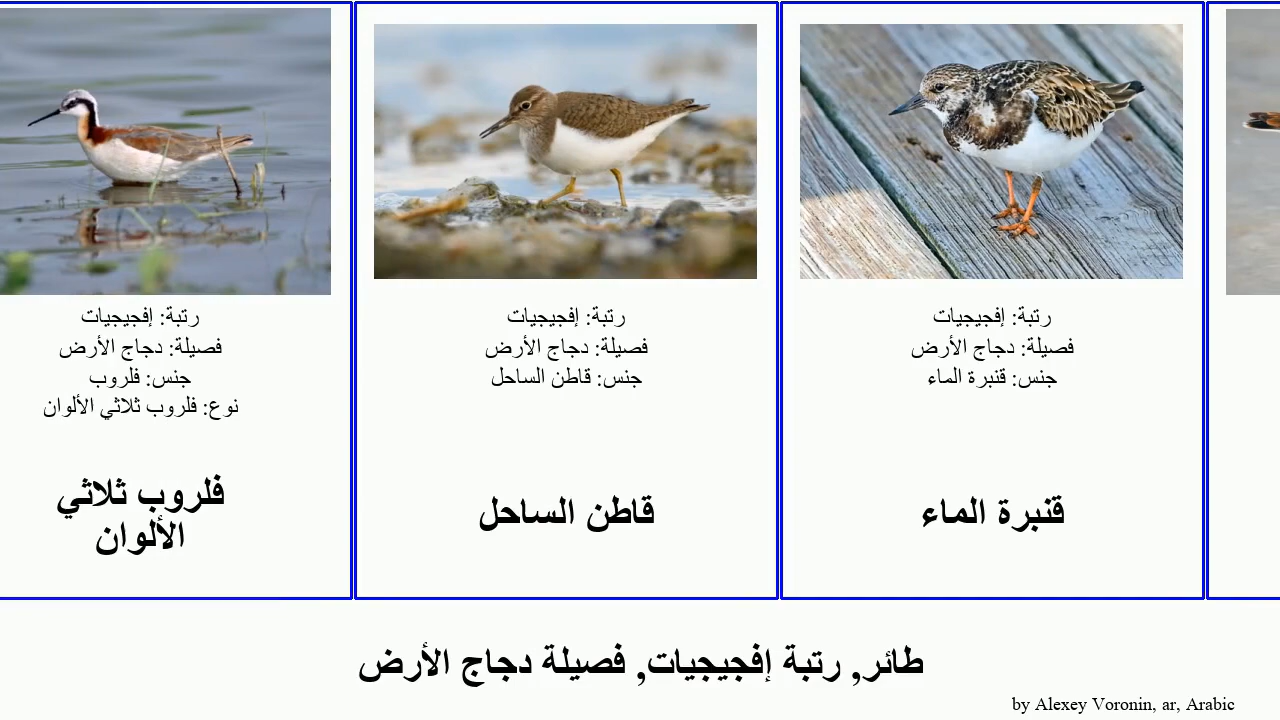 رتبة: إفجيجيات
فصيلة: دجاج الأرض
جنس: فلروب
نوع: فلروب ثلاثي الألوان
فلروب ثلاثي
الألوان
رتبة: إفجيجيات
فصيلة: دجاج الأرض
جنس: قاطن الساحل
قاطن الساحل
رتبة: إفجيجيات
فصيلة: دجاج الأرض
جنس: قنبرة الماء
قنبرة الماء
طائر, رتبة إفجيجيات, فصيلة دجاج الأرض
by Alexey Voronin, ar, Arabic